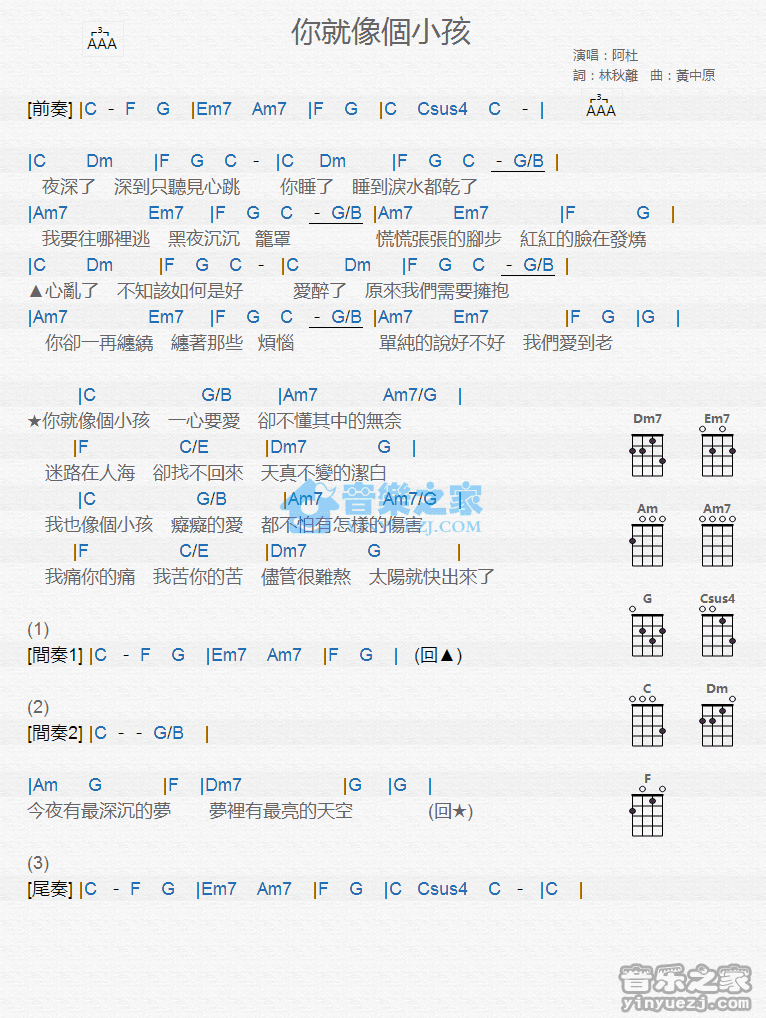 你就像個小孩
3
AAA
演唱：阿杜
詞：林秋離 曲：黃中原
[前奏] |C - F G |Em7 Am7 |F G |C Csus4 C - |
3
AAA
|C Dm |F G C - |C Dm |F G C - G/B |
夜深了 深到只聽見心跳 你睡了 睡到淚水都乾了
|Am7 Em7 |F G C - G/B |Am7 Em7 |F G |
我要往哪裡逃 黑夜沉沉 籠罩 慌慌張張的腳步 紅紅的臉在發燒
|C Dm |F G C - |C Dm |F G C - G/B |
▲心亂了 不知該如何是好 愛醉了 原來我們需要擁抱
|Am7 Em7 |F G C - G/B |Am7 Em7 |F G |G |
你卻一再纏繞 纏著那些 煩惱 單純的說好不好 我們愛到老
|C G/B |Am7 Am7/G |
★你就像個小孩 一心要愛 卻不懂其中的無奈
|F C/E |Dm7 G |
迷路在人海 卻找不回來 天真不變的潔白
|C G/B |Am7 Am7/G |
我也像個小孩 癡癡的愛 都不怕有怎樣的傷害
|F C/E |Dm7 G |
我痛你的痛 我苦你的苦 儘管很難熬 太陽就快出來了
(1)
[間奏1] |C - F G |Em7 Am7 |F G | (回▲)
(2)
[間奏2] |C - - G/B |
|Am G |F |Dm7 |G |G |
今夜有最深沉的夢 夢裡有最亮的天空 (回★)
(3)
[尾奏] |C - F G |Em7 Am7 |F G |C Csus4 C - |C |
Dm7 Em7
Am Am7
G Csus4
C Dm
F
音樂之家
音乐之家
yinyuezj.com